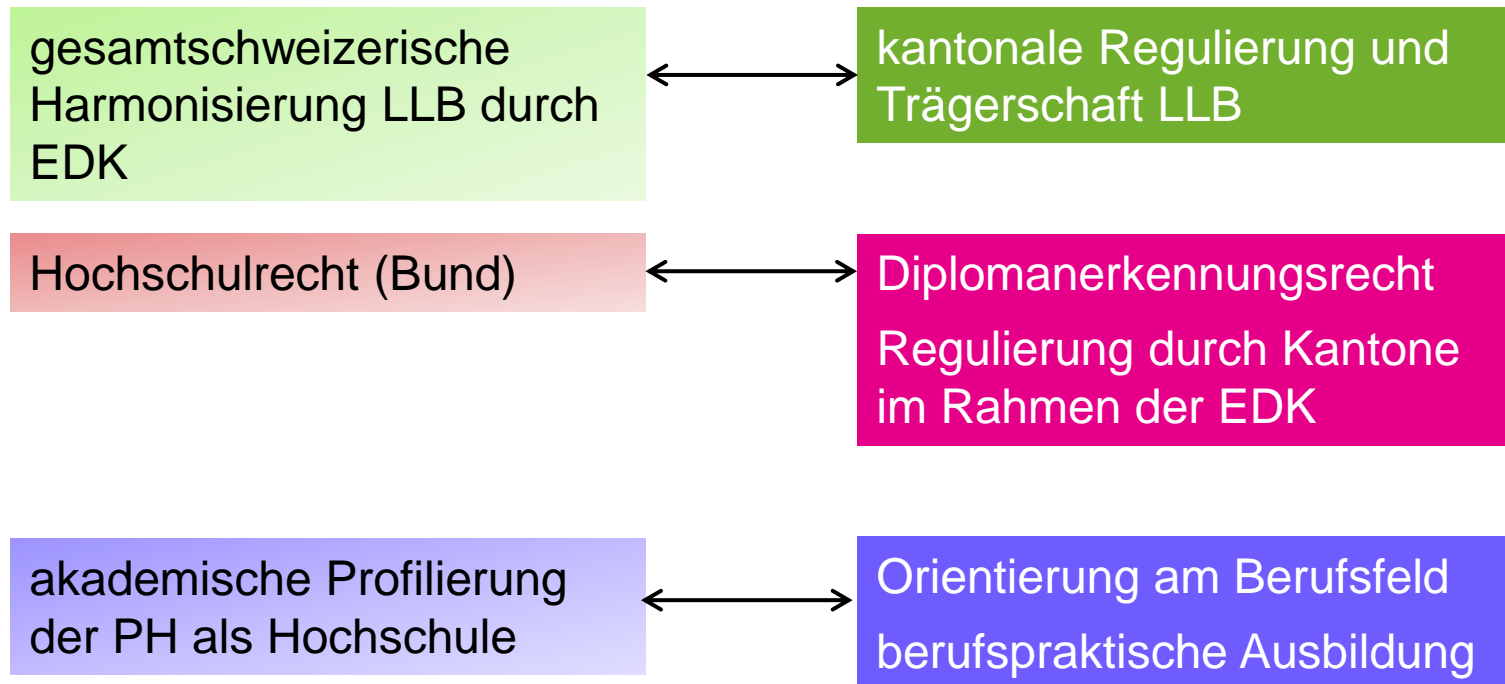 gesamtschweizerische
Harmonisierung LLB durch
EDK
kantonale Regulierung und
Trägerschaft LLB
Hochschulrecht (Bund)
Diplomanerkennungsrecht
Regulierung durch Kantone
im Rahmen der EDK
akademische Profilierung
der PH als Hochschule
Orientierung am Berufsfeld
berufspraktische Ausbildung